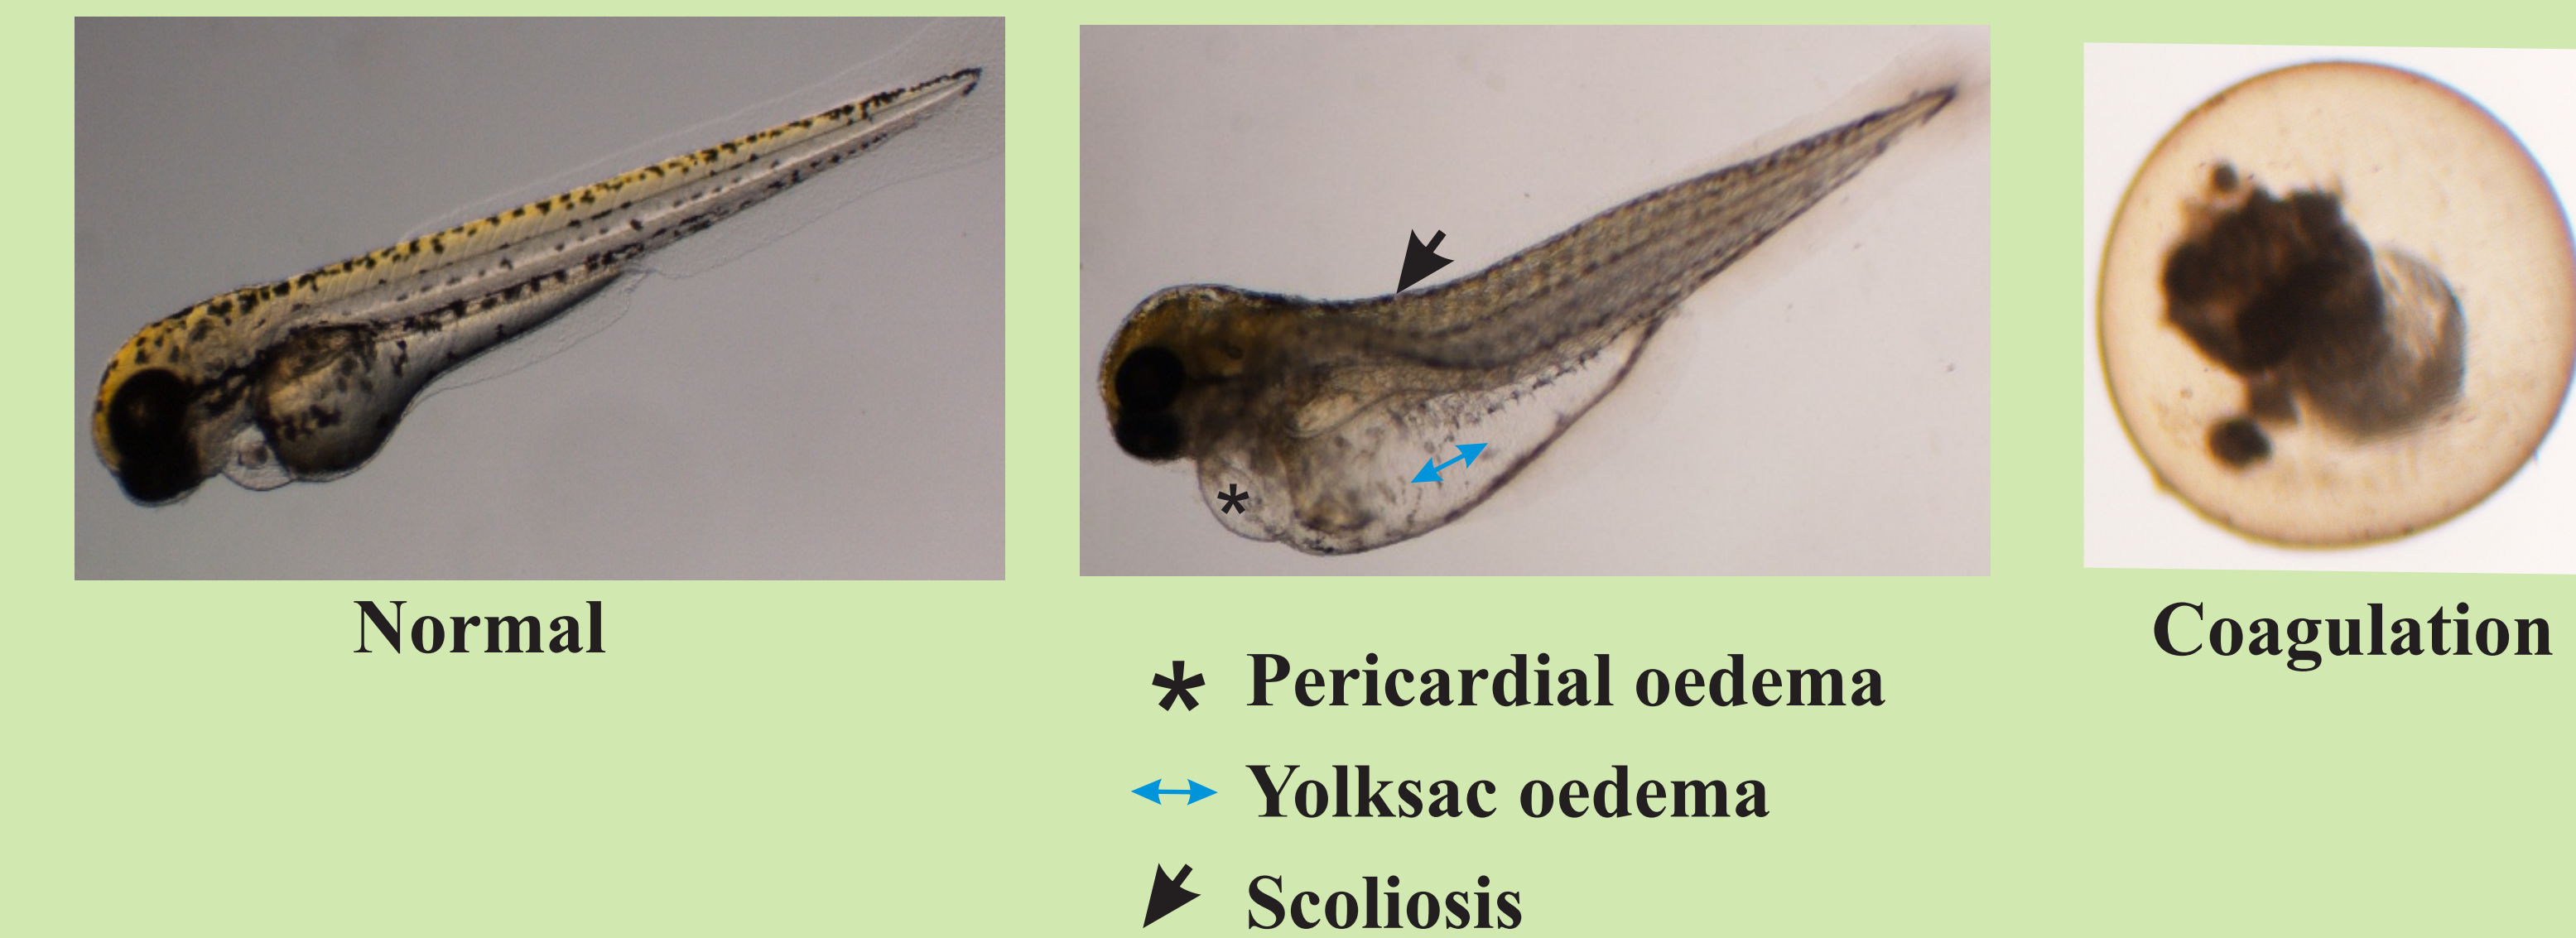 Normal
Coagulation
* Pericardial oedema
Yolksac oedema
Scoliosis